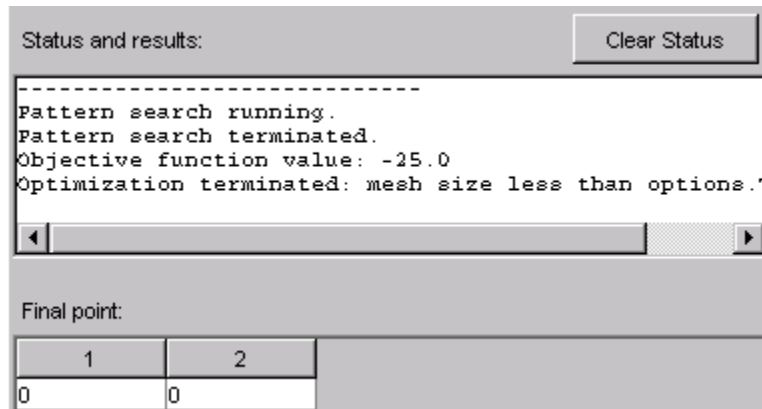 Status and results:
Clear Status
------------------------------
Pattern search running.
Pattern search terminated.
Objective function value: -25.0
Optimization terminated: mesh size less than options.
Final point:
1 2
0 0